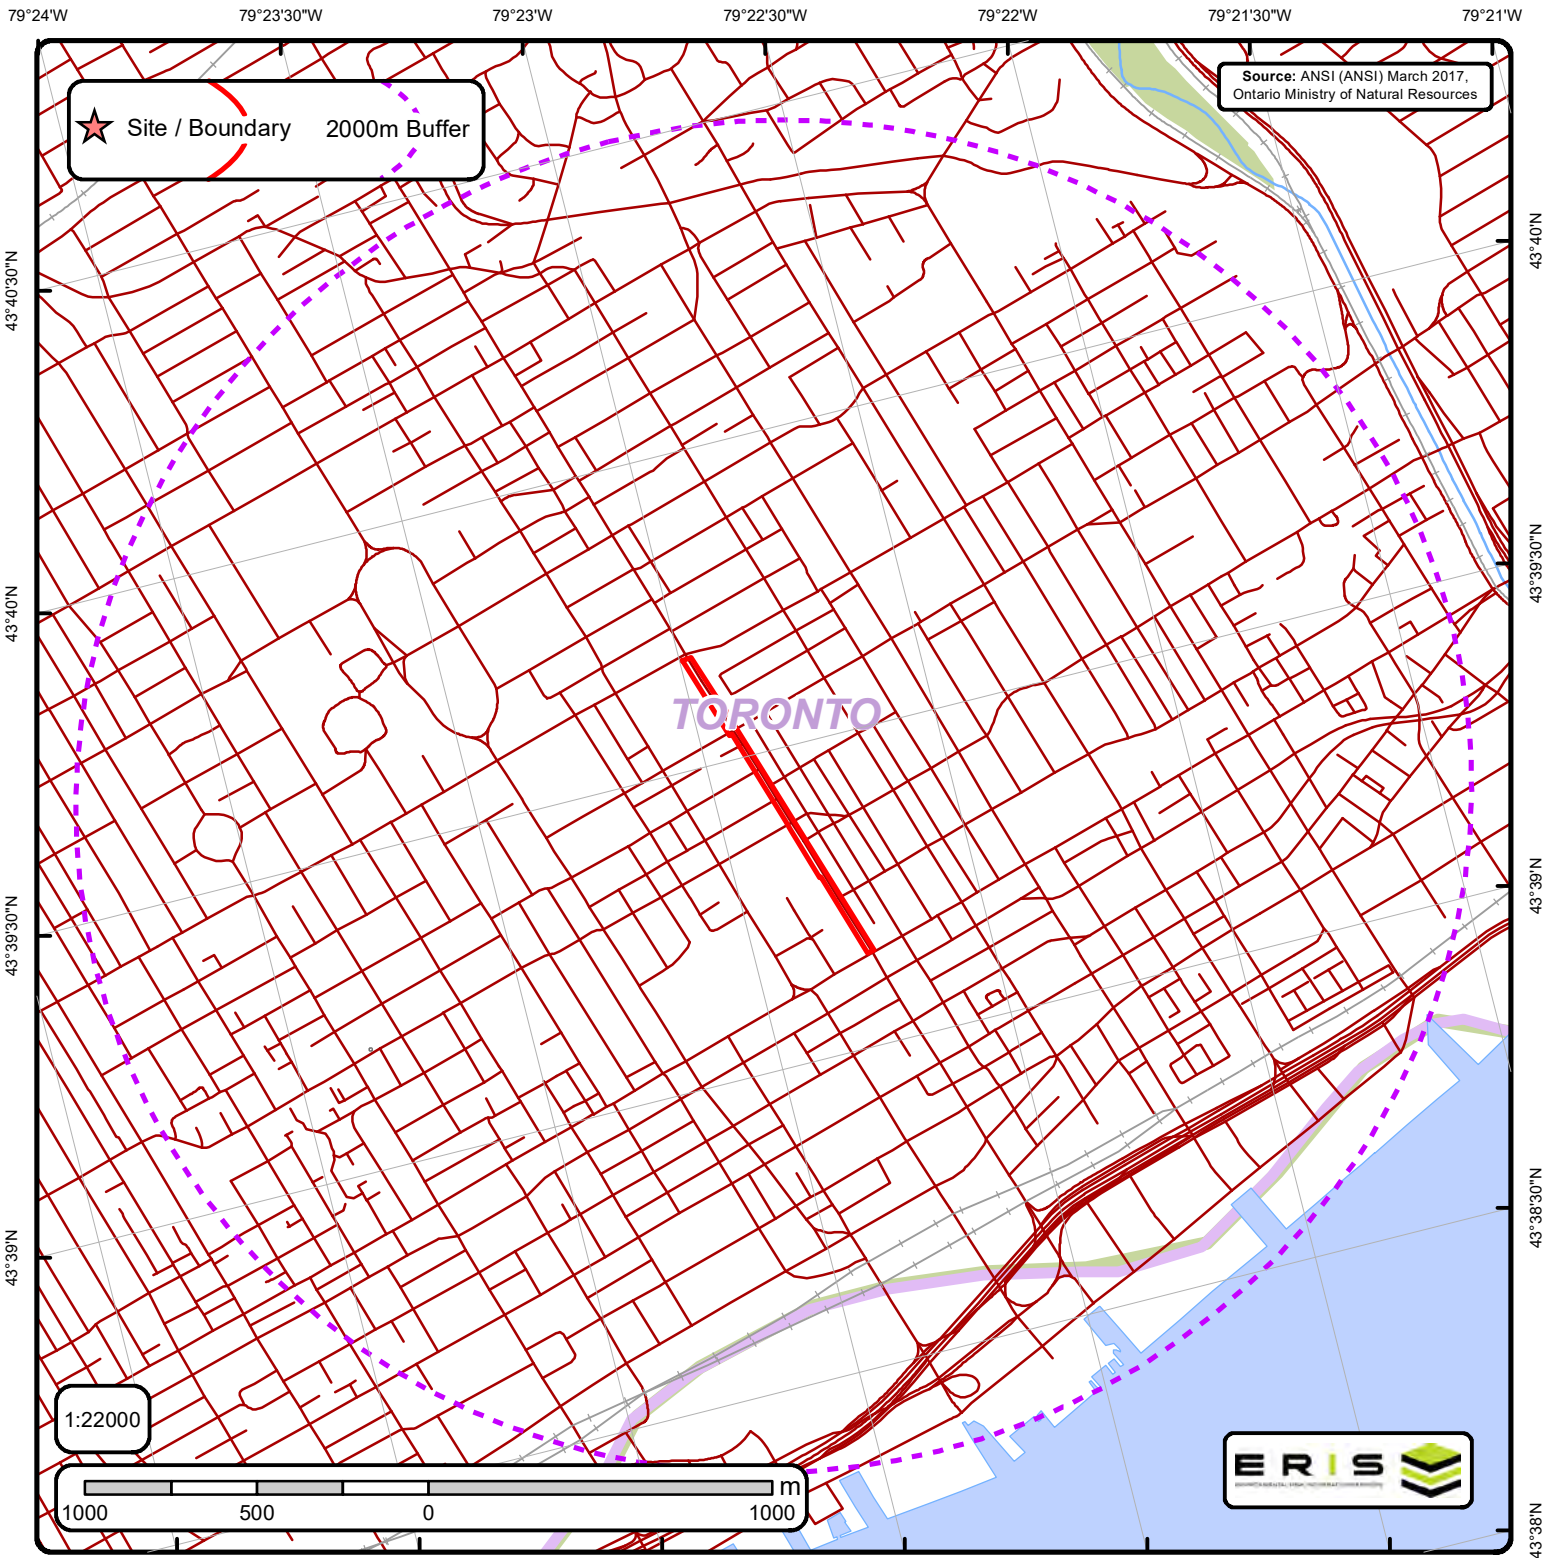 79°24'W 79°23'30"W 79°23'W 79°22'30"W 79°22'W 79°21'30"W 79°21'W
Source: ANSI (ANSI) March 2017,
Ontario Ministry of Natural Resources
Site / Boundary 2000m Buffer
43°40'30"N
43°40'N
43°39'30"N
43°39'N
43°40'N
43°39'30"N
43°39'N
43°38'30"N
43°38'N
TORONTO
1:22000
m
1000 500 0 1000
ERIS